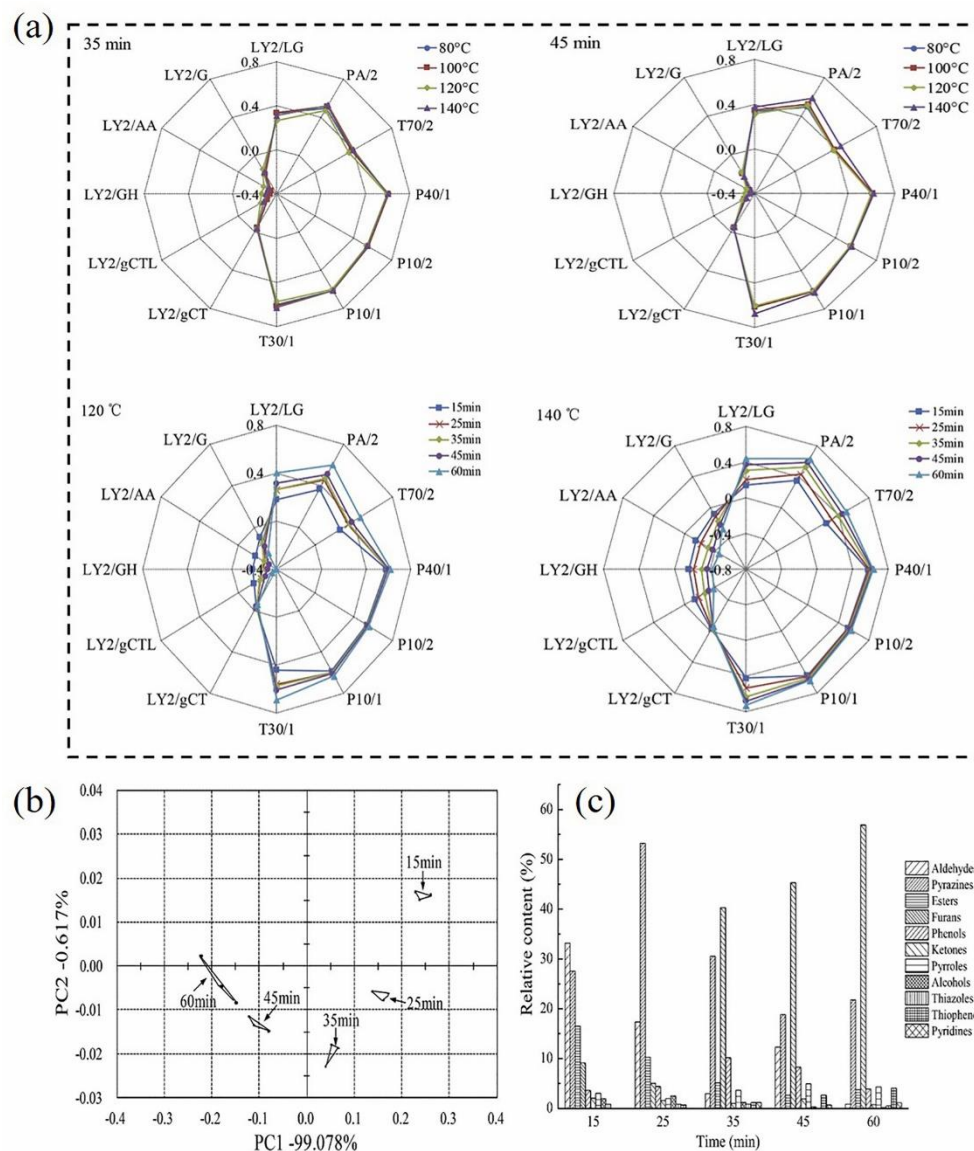 (a)
35 min
LY2/LG
0.8
0.4
0.0
-0.4
PA/2
T70/2
P40/1
P10/2
P10/1
T30/1
LY2/gCT
LY2/gCTL
LY2/GH
LY2/AA
LY2/G
80°C
100°C
120°C
140°C
45 min
LY2/LG
0.8
0.4
0.0
-0.4
PA/2
T70/2
P40/1
P10/2
P10/1
T30/1
LY2/gCT
LY2/gCTL
LY2/GH
LY2/AA
LY2/G
80°C
100°C
120°C
140°C
120 ℃
LY2/LG
0.8
0.4
0
-0.4
PA/2
T70/2
P40/1
P10/2
P10/1
T30/1
LY2/gCT
LY2/gCTL
LY2/GH
LY2/AA
LY2/G
15min
25min
35min
45min
60min
140 ℃
LY2/LG
0.8
0.4
0
-0.4
-0.8
PA/2
T70/2
P40/1
P10/2
P10/1
T30/1
LY2/gCT
LY2/gCTL
LY2/GH
LY2/AA
LY2/G
15min
25min
35min
45min
60min
(b)
0.04
0.03
0.02
0.01
0.00
-0.01
-0.02
-0.03
PC2 -0.617%
15min
25min
35min
45min
60min
-0.4
-0.3
-0.2
-0.1
0.0
0.1
0.2
0.3
0.4
PC1 -99.078%
(c)
60
50
40
30
20
10
0
Relative content (%)
15
25
35
45
60
Time (min)
Aldehyde
Pyrazines
Esters
Furans
Phenols
Ketones
Pyrroles
Alcohols
Thiazoles
Thiophene
Pyridines